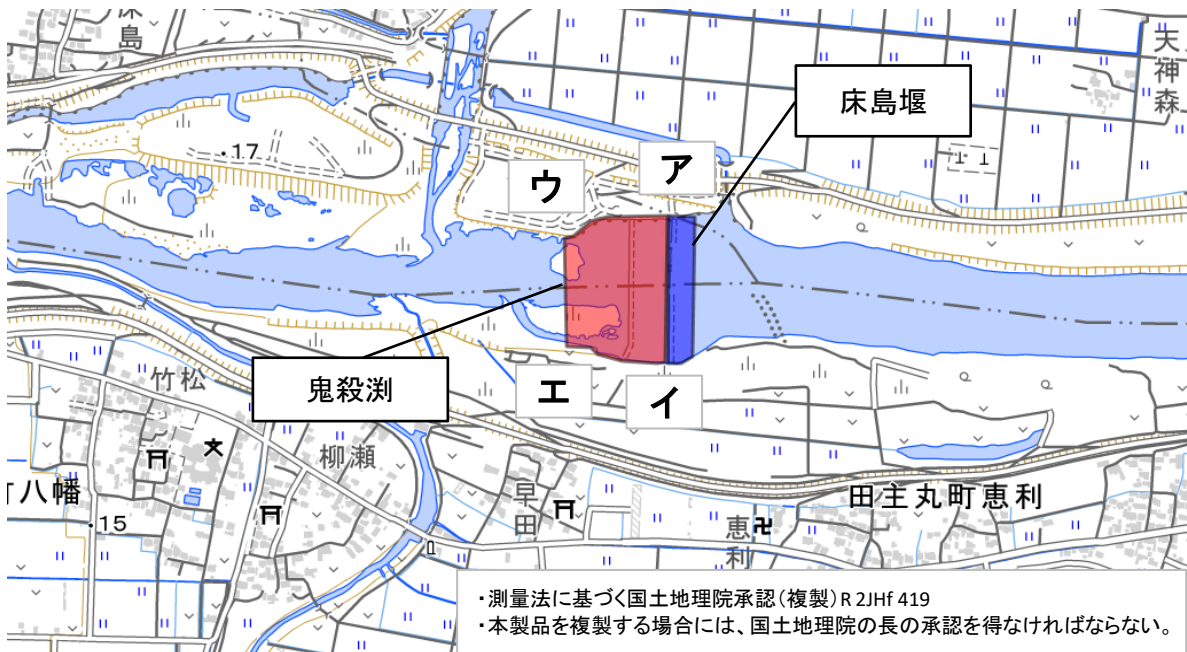 床島
天神森
床島堰
・17
ア
ウ
鬼殺渕
エ
イ
竹松
柳瀬
八幡
・15
早田
恵利
田主丸町恵利
・測量法に基づく国土地理院承認(複製)R 2JHf 419
・本製品を複製する場合には、国土地理院の長の承認を得なければならない。